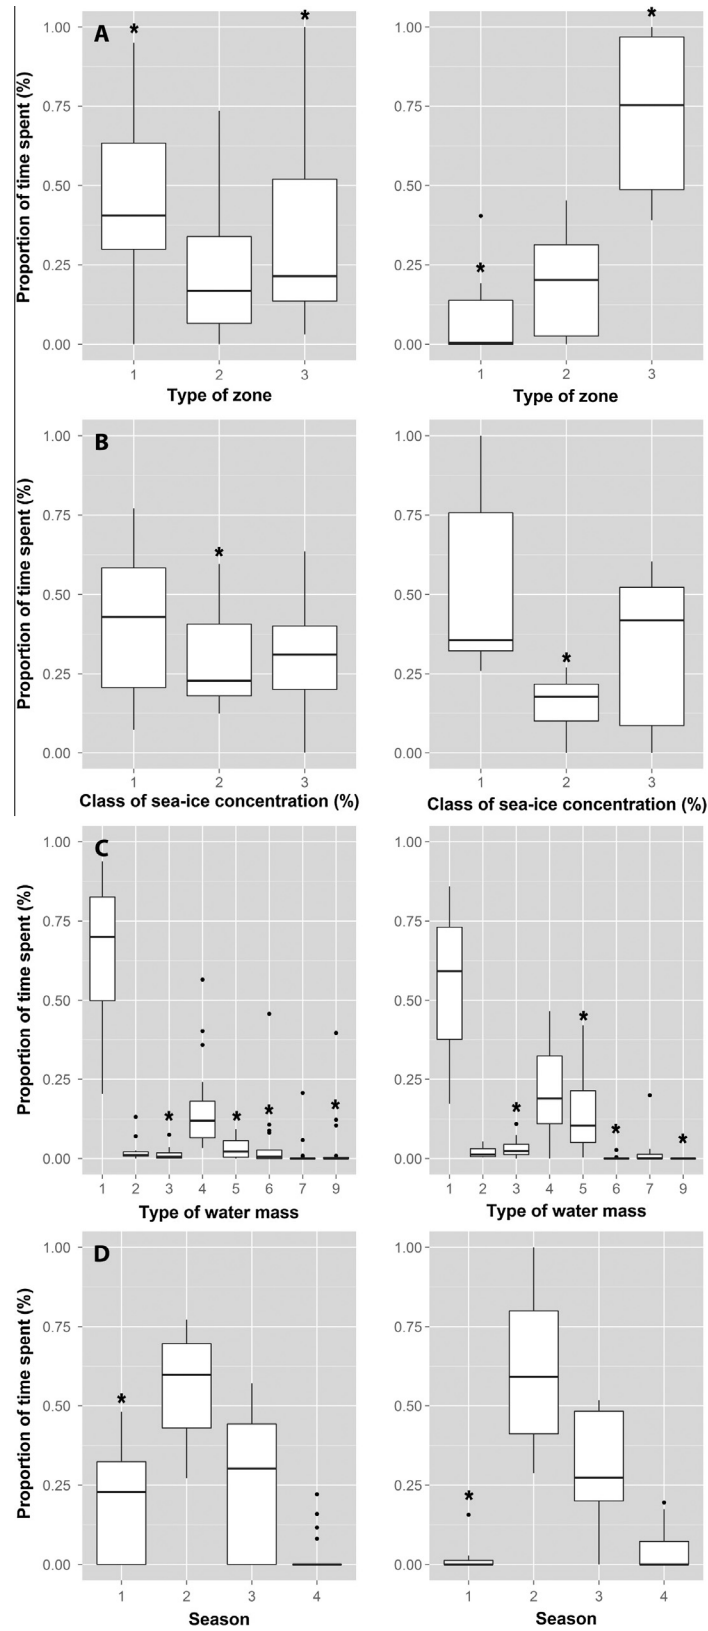 A
Proportion of time spent (%)
1.00
0.75
0.50
0.25
0.00
* *
1 2 3
Type of zone
1.00
0.75
0.50
0.25
0.00
* *
1 2 3
Type of zone
B
Proportion of time spent (%)
1.00
0.75
0.50
0.25
0.00
*
1 2 3
Class of sea-ice concentration (%)
1.00
0.75
0.50
0.25
0.00
*
1 2 3
Class of sea-ice concentration (%)
C
Proportion of time spent (%)
1.00
0.75
0.50
0.25
0.00
* * * *
1 2 3 4 5 6 7 9
Type of water mass
1.00
0.75
0.50
0.25
0.00
* * * *
1 2 3 4 5 6 7 9
Type of water mass
D
Proportion of time spent (%)
1.00
0.75
0.50
0.25
0.00
*
1 2 3 4
Season
1.00
0.75
0.50
0.25
0.00
*
1 2 3 4
Season